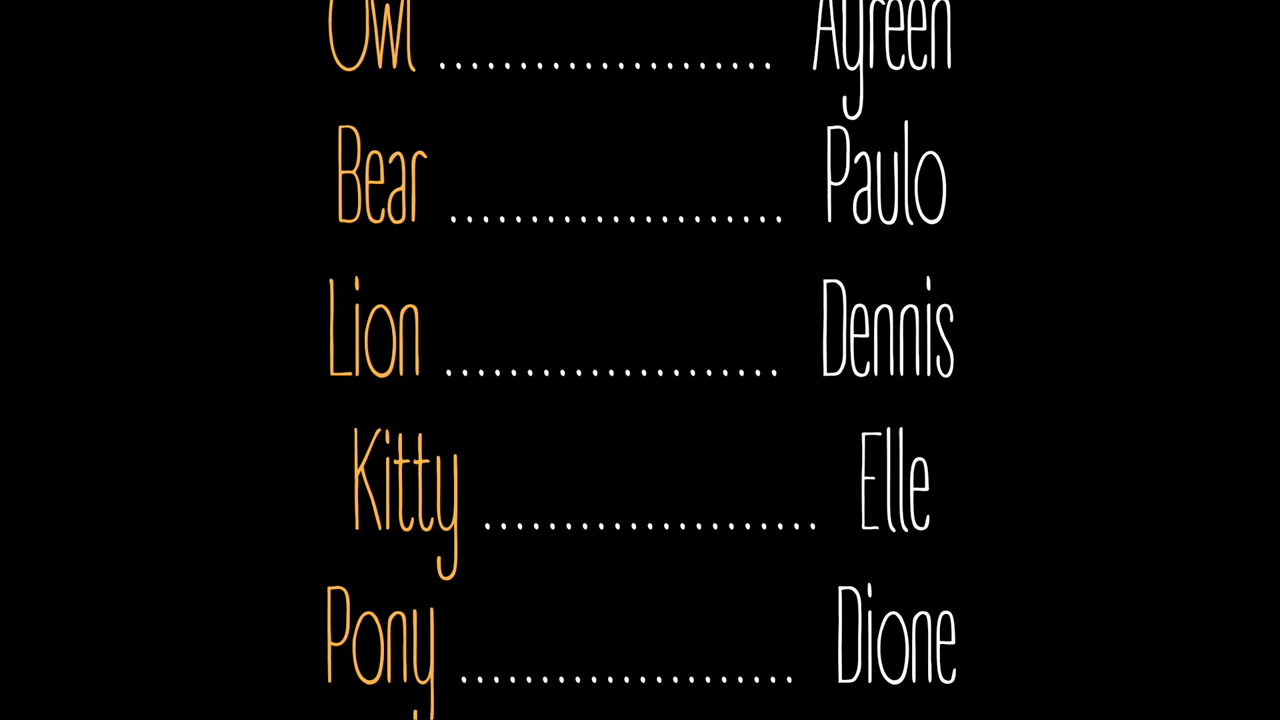 Owl .................... Ayreen
Bear .................... Paulo
Lion .................... Dennis
Kitty .................... Elle
Pony .................... Dione